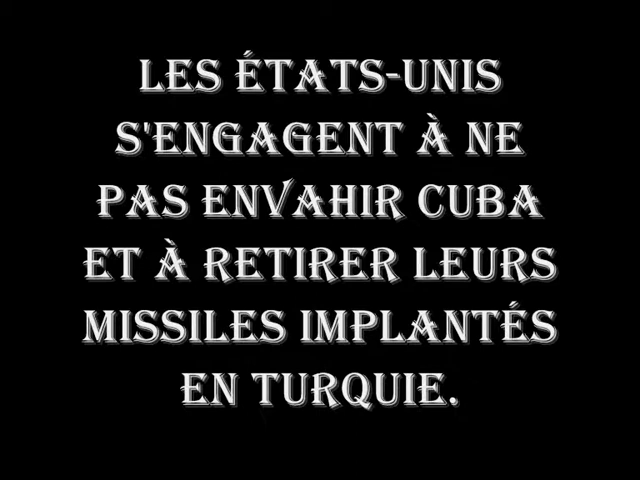 LES ÉTATS-UNIS
S'ENGAGENT À NE
PAS ENVAHIR CUBA
ET À RETIRER LEURS
MISSILES IMPLANTÉS
EN TURQUIE.